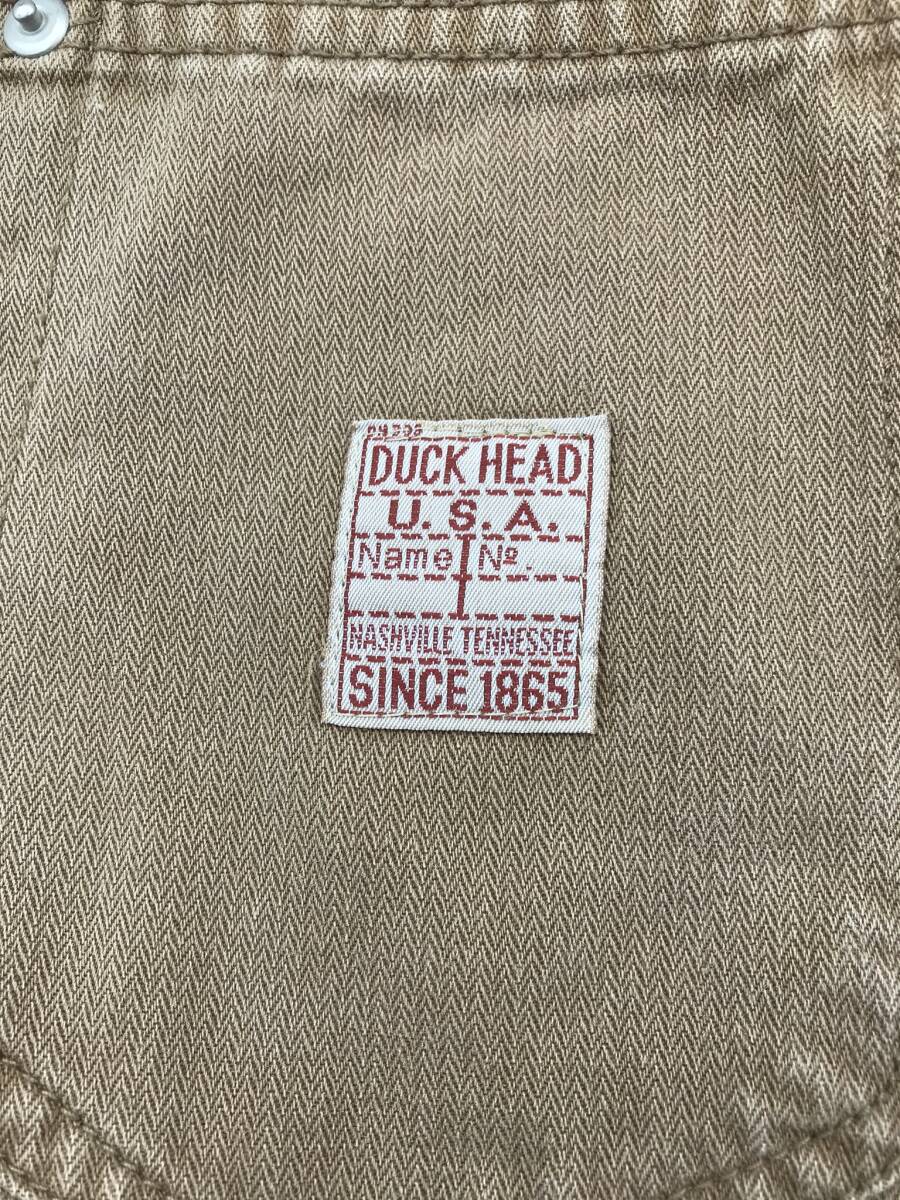 DUCK HEAD
U.S.A.
Name Nº.
NASHVILLE TENNESSEE
SINCE 1865